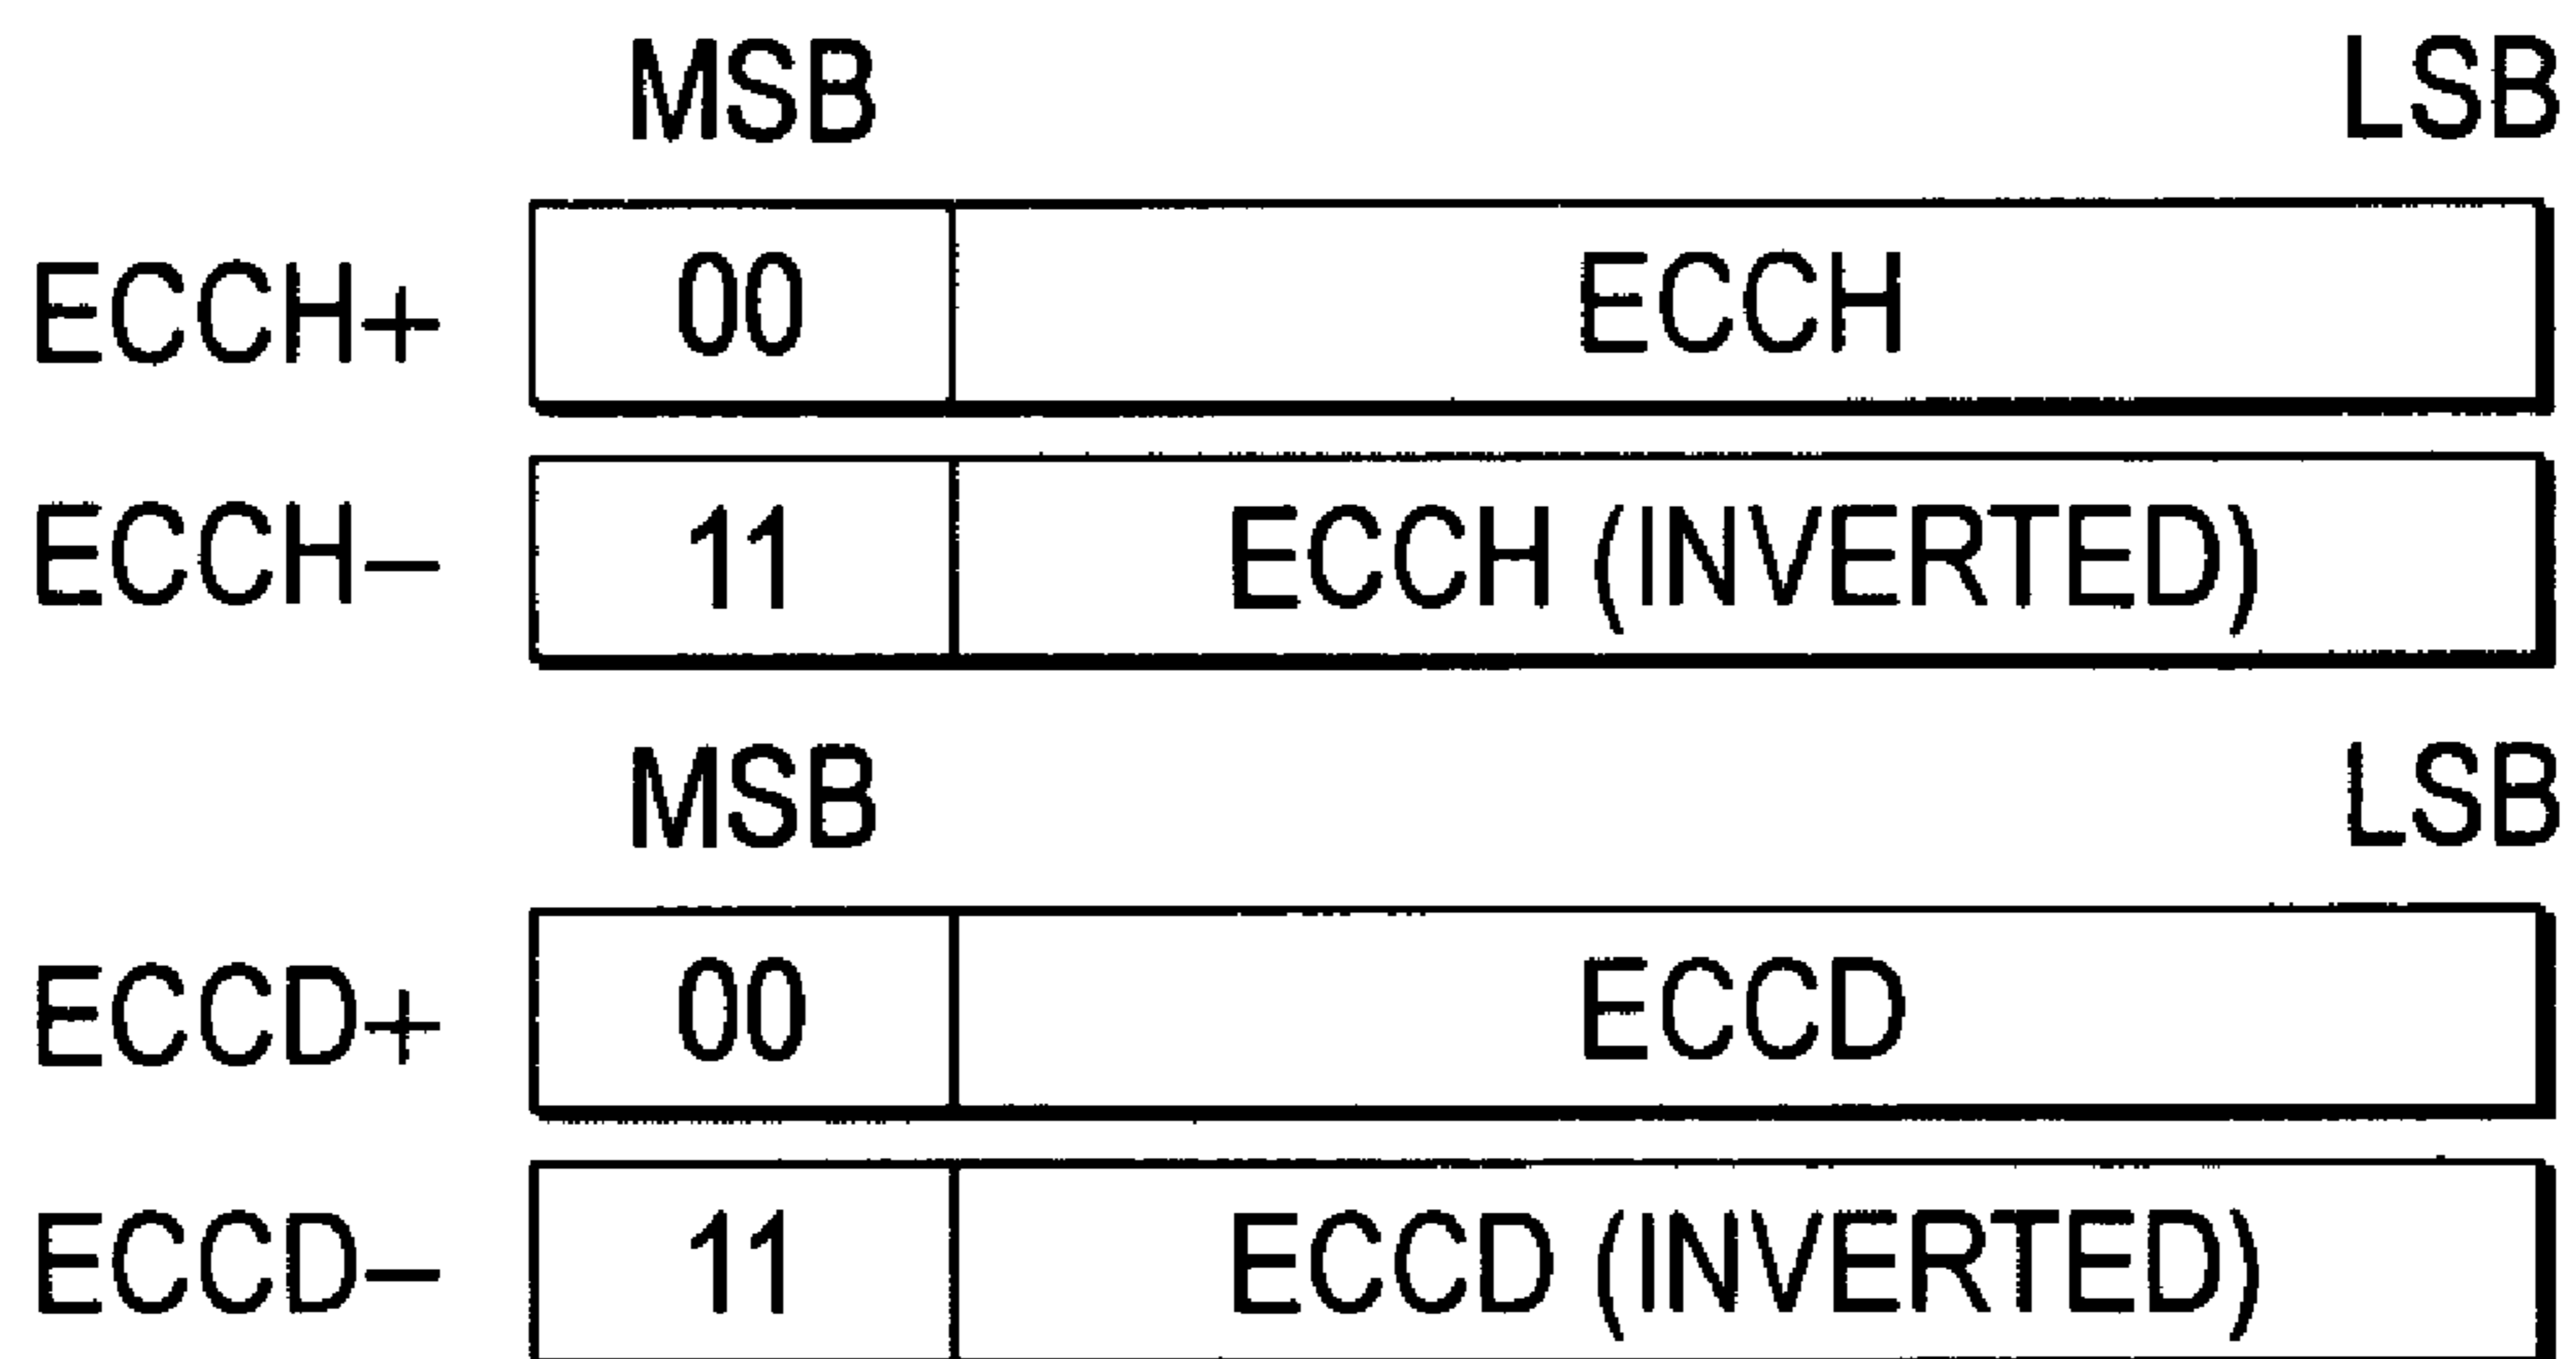 MSB LSB
ECCH+ 00 ECCH
ECCH− 11 ECCH (INVERTED)
MSB LSB
ECCD+ 00 ECCD
ECCD− 11 ECCD (INVERTED)